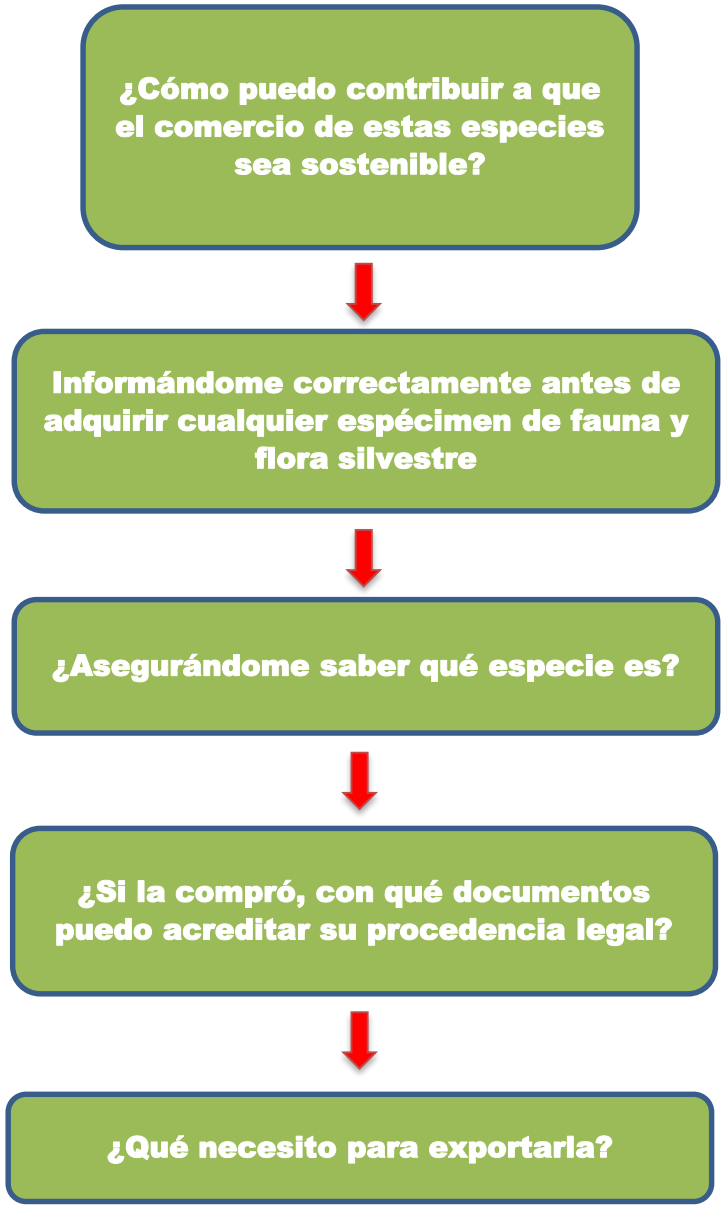 ¿Cómo puedo contribuir a que
el comercio de estas especies
sea sostenible?
Informándome correctamente antes de
adquirir cualquier espécimen de fauna y
flora silvestre
¿Asegurándome saber qué especie es?
¿Si la compró, con qué documentos
puedo acreditar su procedencia legal?
¿Qué necesito para exportarla?